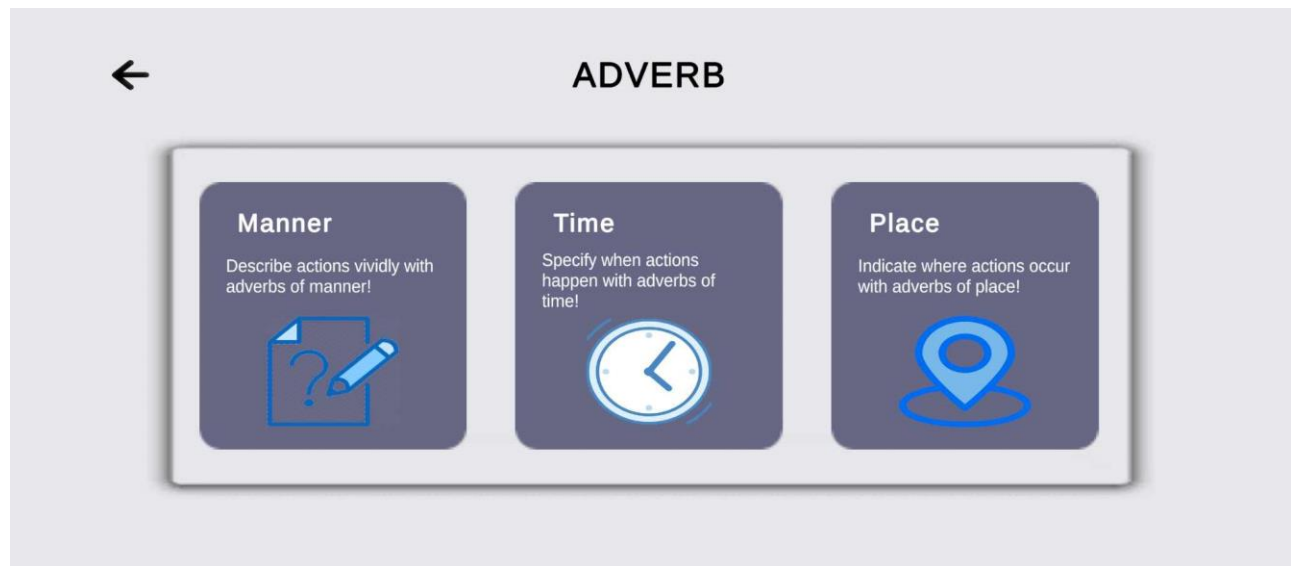 ADVERB
Manner
Describe actions vividly with
adverbs of manner!
Time
Specify when actions
happen with adverbs of
time!
Place
Indicate where actions occur
with adverbs of place!